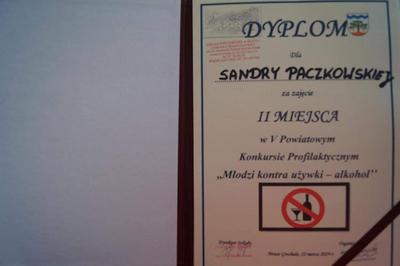 DYPLOM
Dla
SANDRY PACZKOWSKIEJ
za zajęcie
II MIEJSCA
w V Powiatowym
Konkursie Profilaktycznym
„Młodzi kontra używki – alkohol"